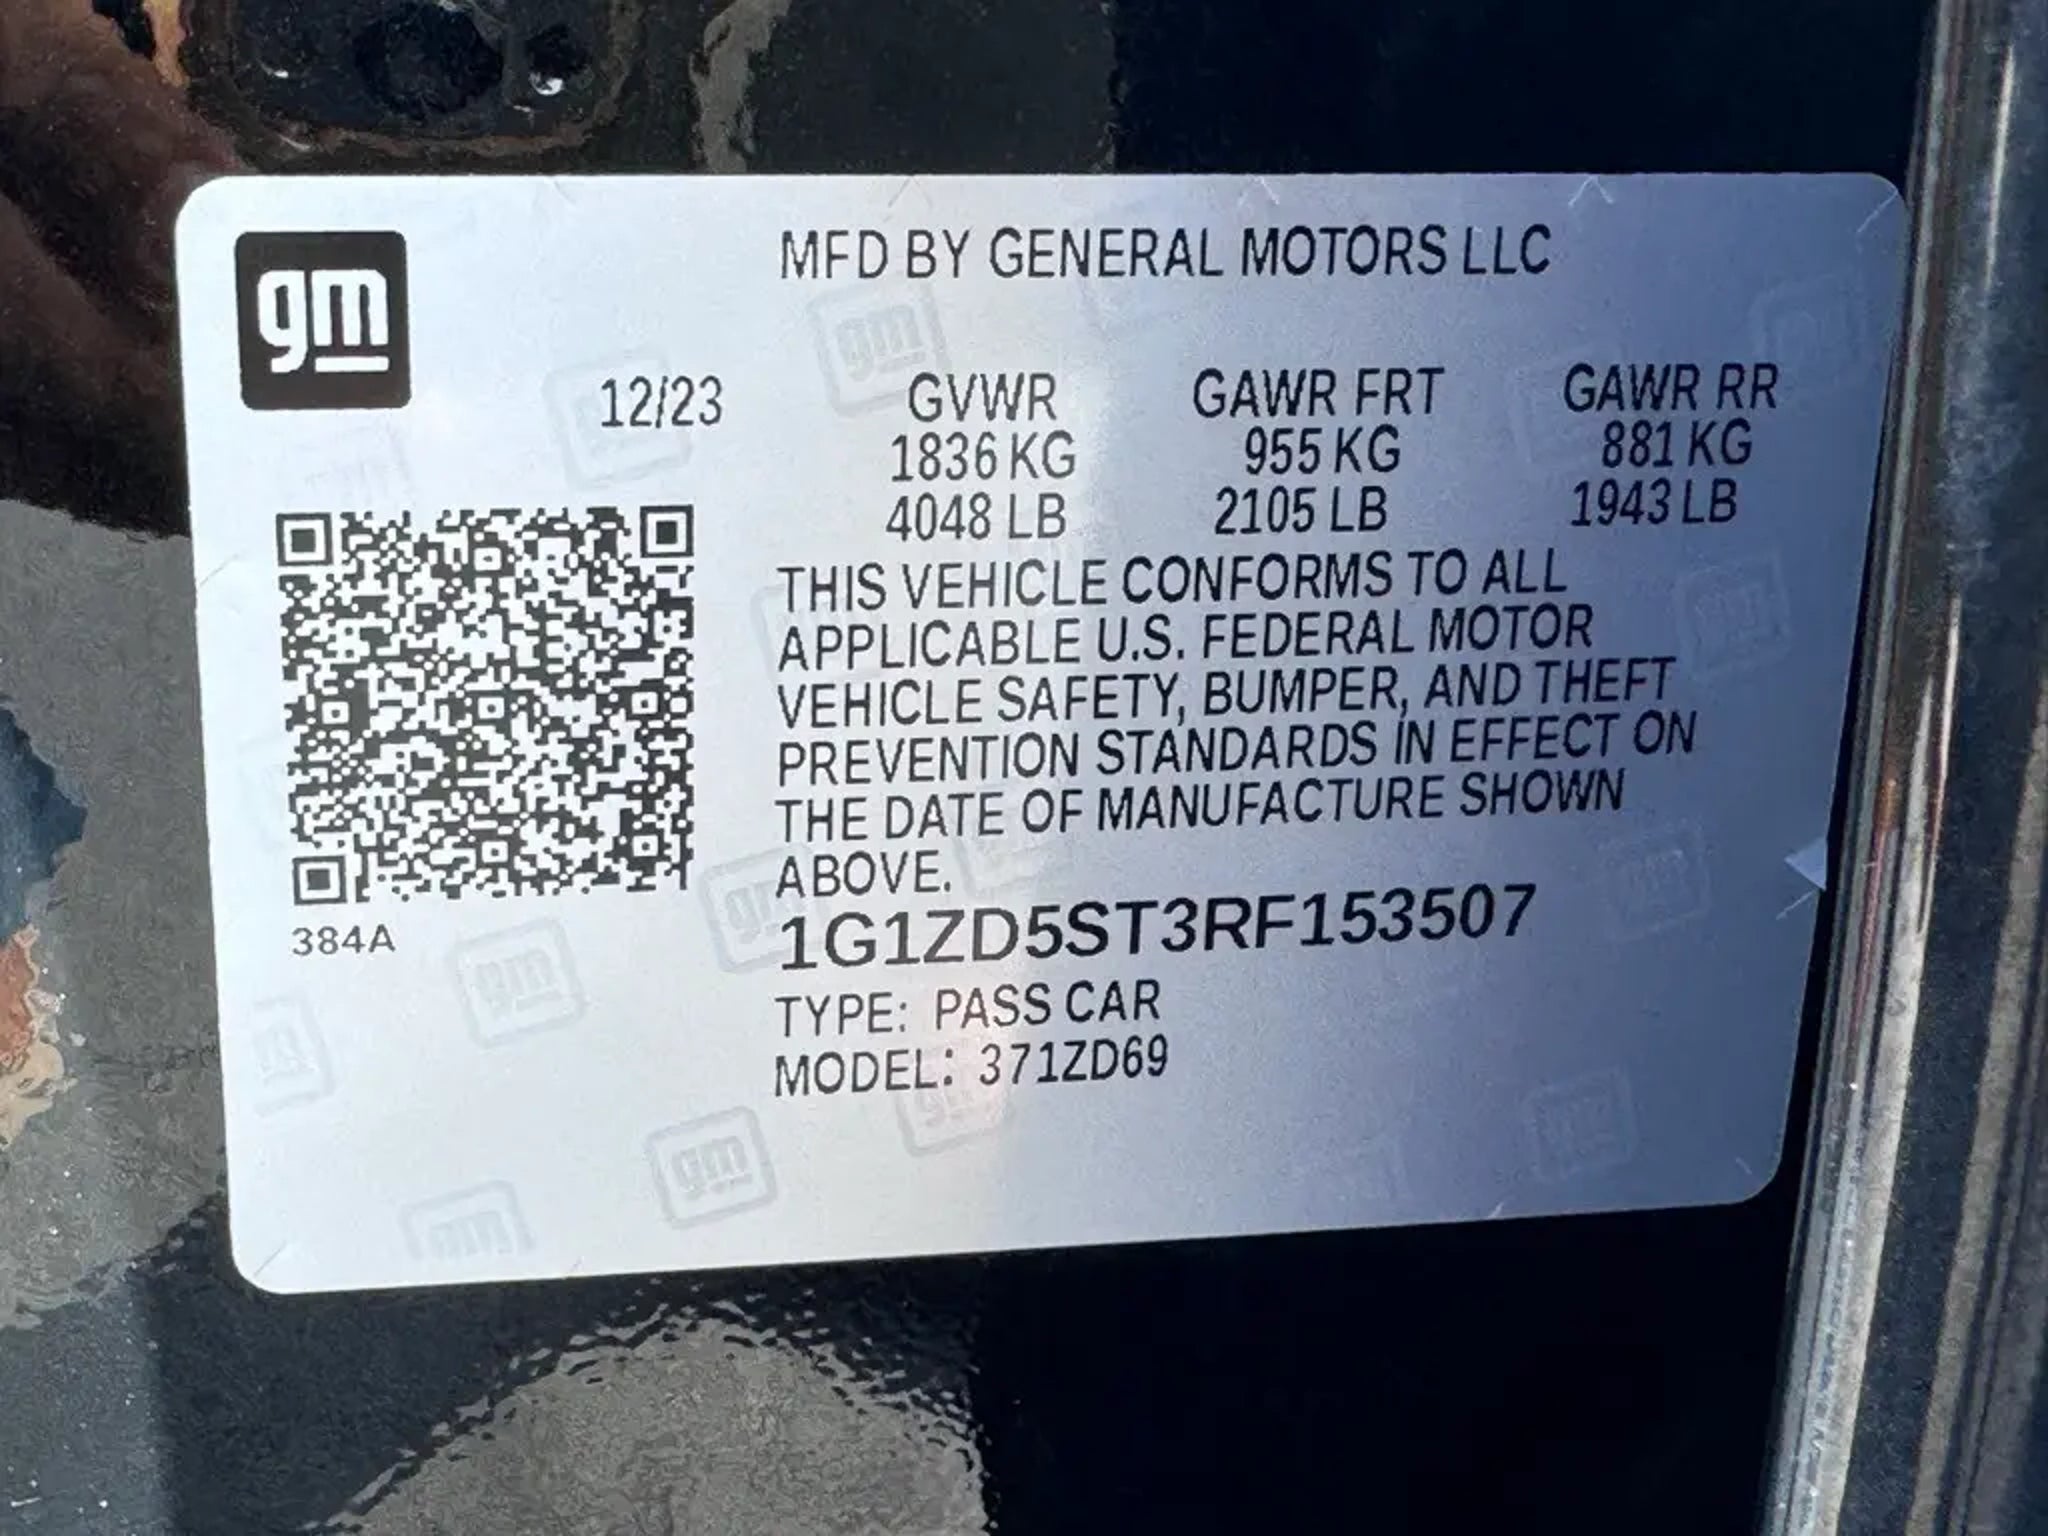 gm
MFD BY GENERAL MOTORS LLC
12/23 GVWR GAWR FRT GAWR RR
1836 KG 955 KG 881 KG
4048 LB 2105 LB 1943 LB
THIS VEHICLE CONFORMS TO ALL
APPLICABLE U.S. FEDERAL MOTOR
VEHICLE SAFETY, BUMPER, AND THEFT
PREVENTION STANDARDS IN EFFECT ON
THE DATE OF MANUFACTURE SHOWN
ABOVE.
384A
1G1ZD5ST3RF153507
TYPE: PASS CAR
MODEL: 371ZD69